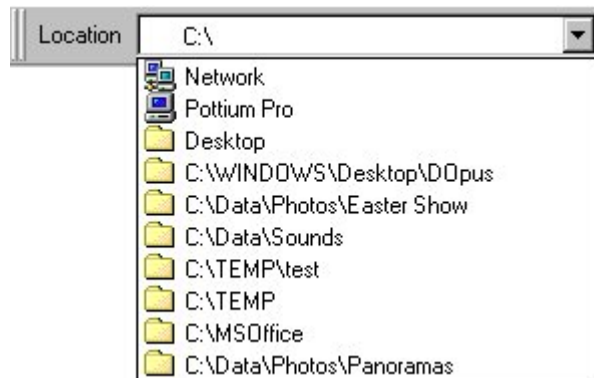 Location C:\
Network
Pottium Pro
Desktop
C:\WINDOWS\Desktop\DOpus
C:\Data\Photos\Easter Show
C:\Data\Sounds
C:\TEMP\test
C:\TEMP
C:\MSOffice
C:\Data\Photos\Panoramas